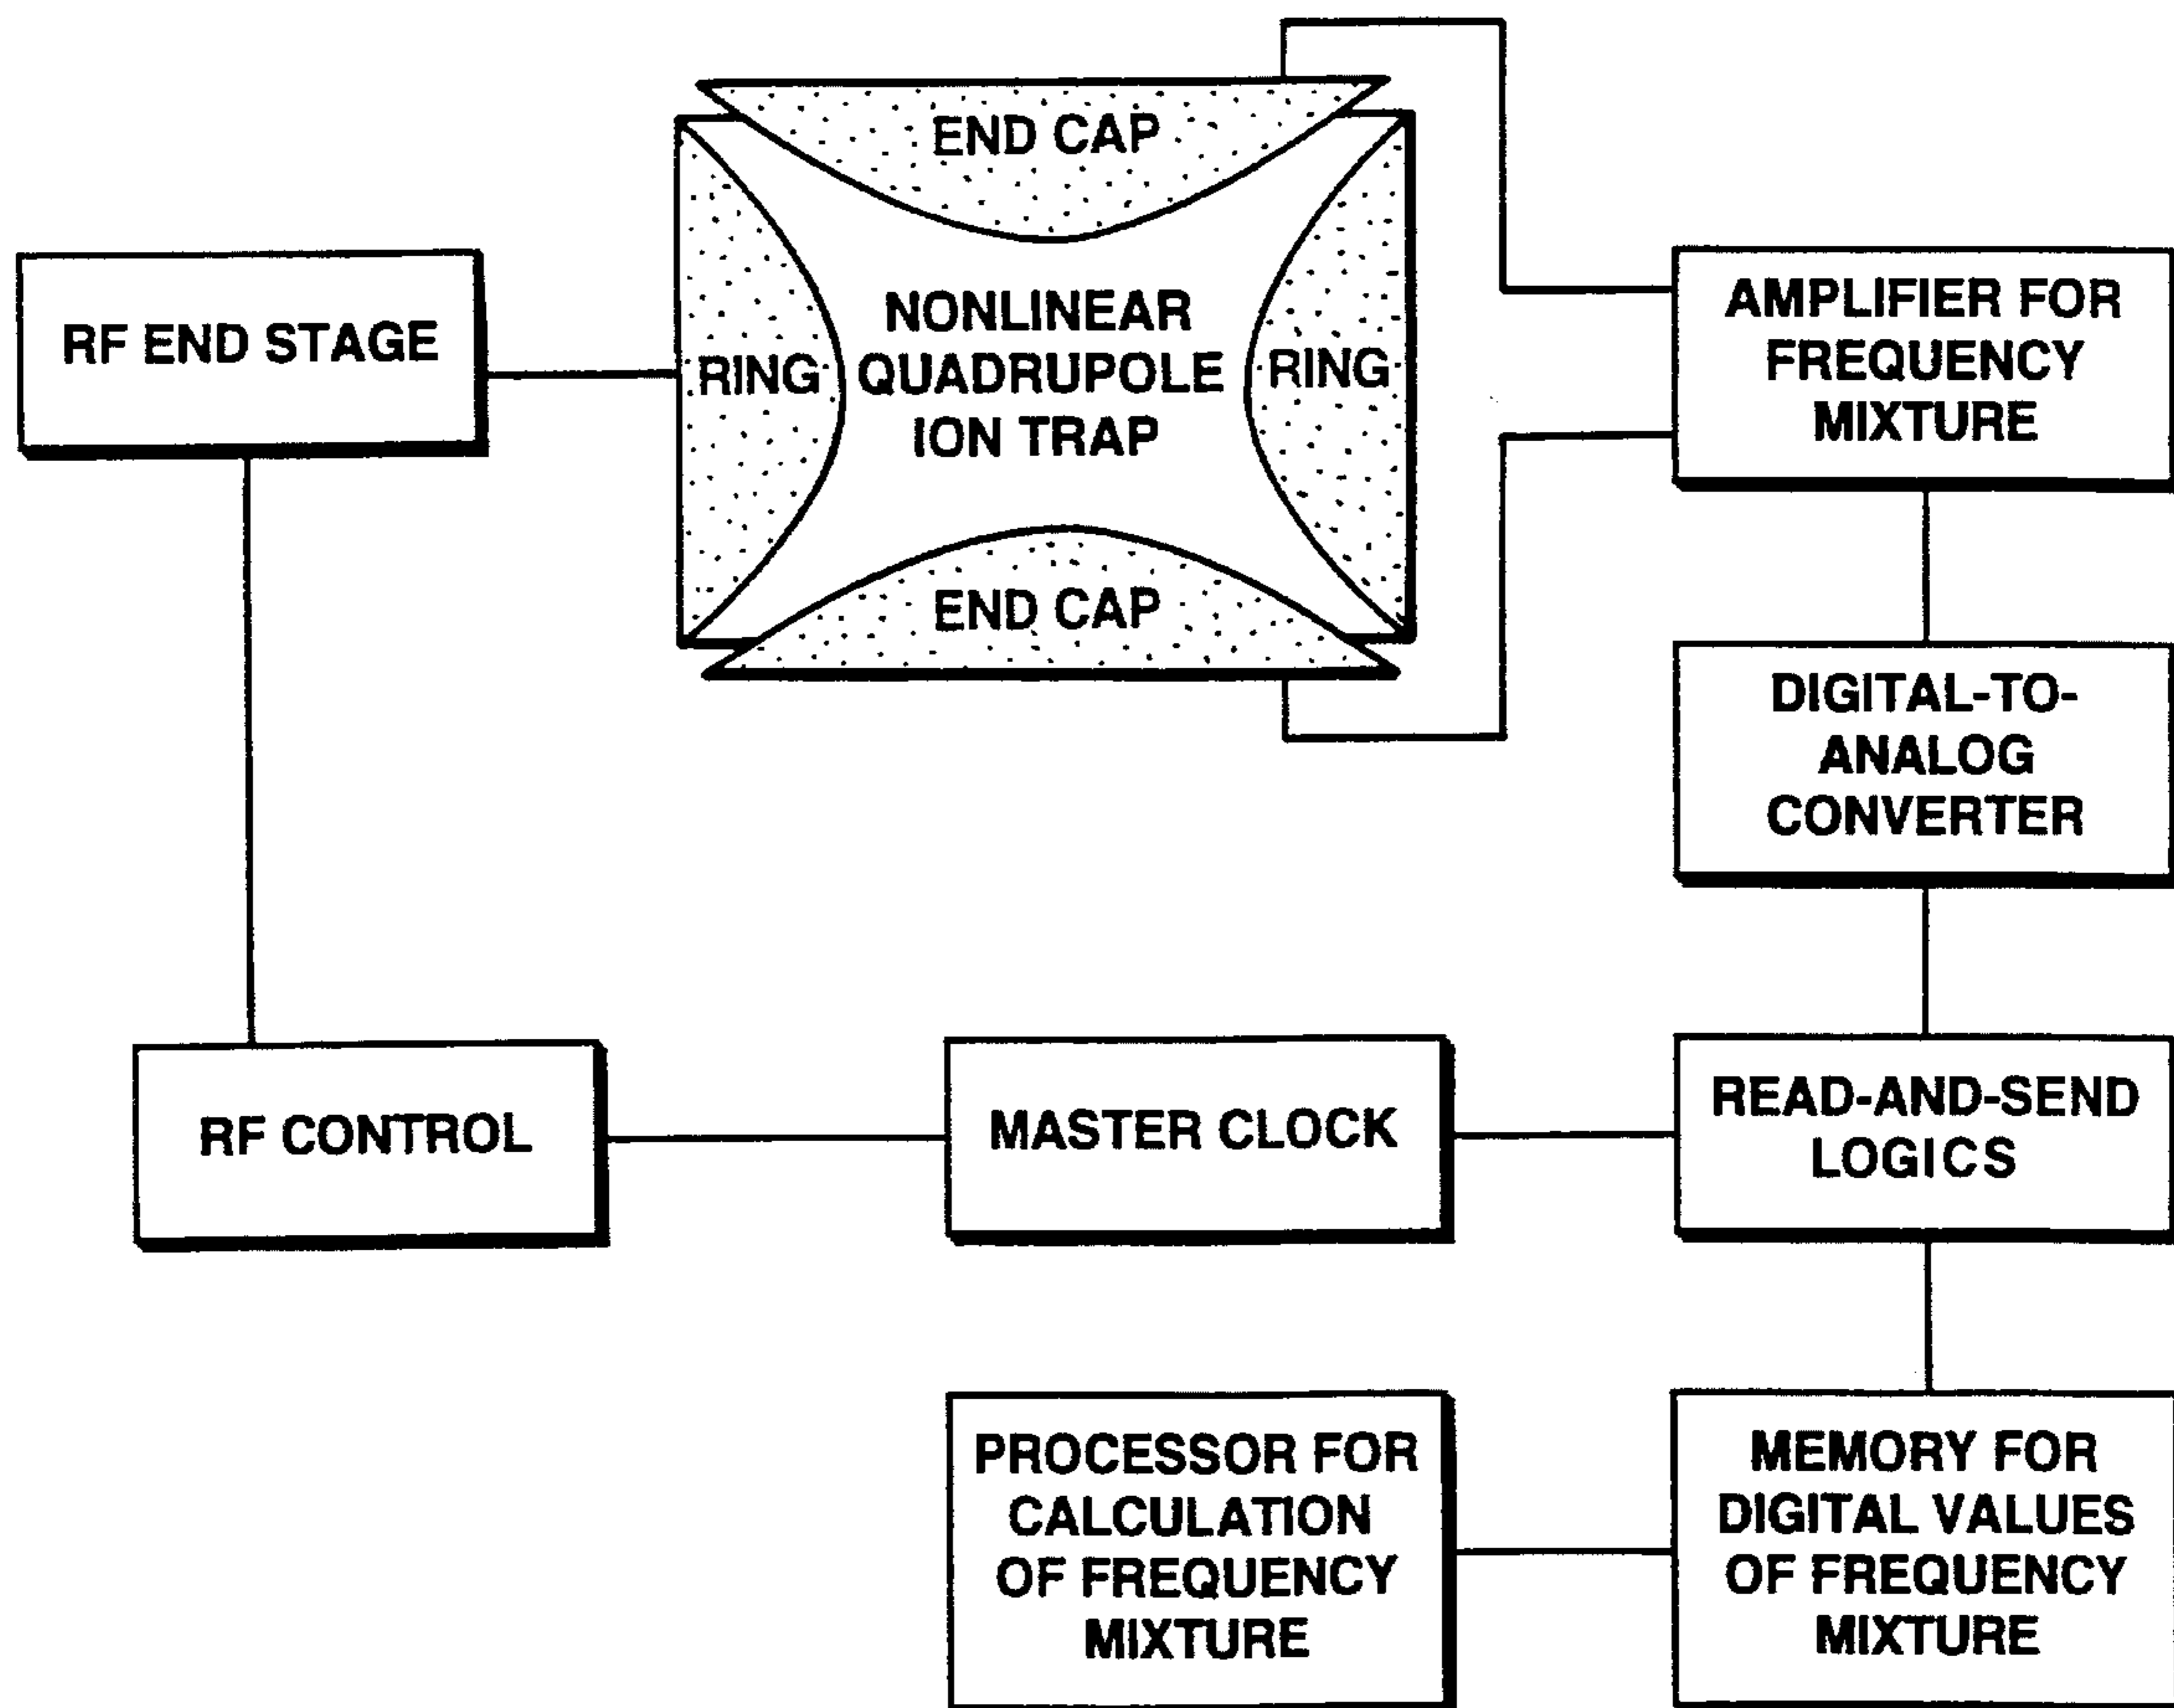 END CAP
RF END STAGE
RING
NONLINEAR
QUADRUPOLE
ION TRAP
RING
AMPLIFIER FOR
FREQUENCY
MIXTURE
END CAP
DIGITAL-TO-
ANALOG
CONVERTER
RF CONTROL
MASTER CLOCK
READ-AND-SEND
LOGICS
PROCESSOR FOR
CALCULATION
OF FREQUENCY
MIXTURE
MEMORY FOR
DIGITAL VALUES
OF FREQUENCY
MIXTURE